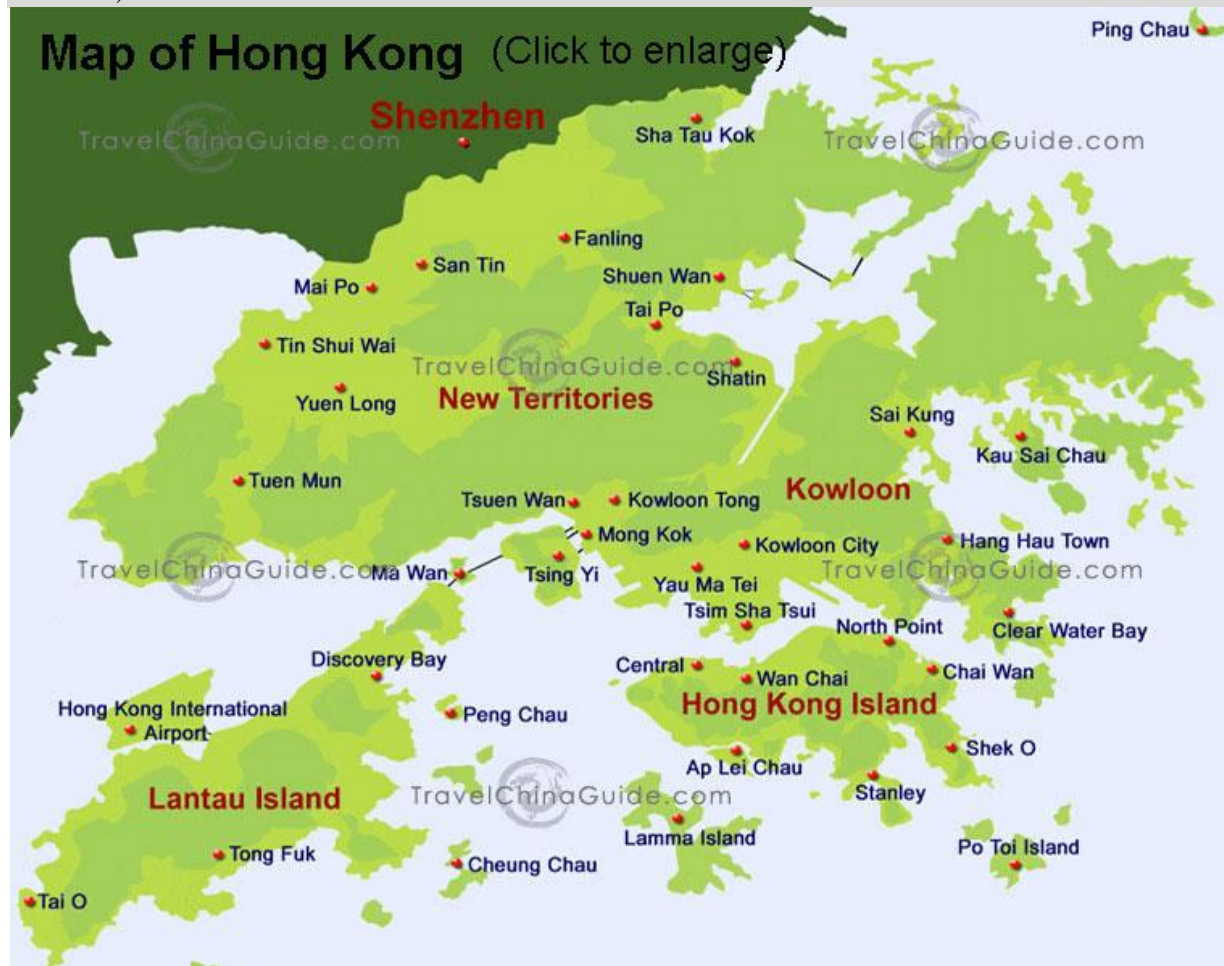 Ping Chau
Map of Hong Kong (Click to enlarge)
Shenzhen
TravelChinaGuide.com
Sha Tau Kok
TravelChinaGuide.com
Fanling
San Tin
Shuen Wan
Mai Po
Tai Po
Tin Shui Wai
TravelChinaGuide.com
Shatin
Yuen Long
New Territories
Sai Kung
Kau Sai Chau
Tuen Mun
Kowloon
Tsuen Wan
Kowloon Tong
Mong Kok
Kowloon City
Hang Hau Town
TravelChinaGuide.com
Ma Wan
Tsing Yi
Yau Ma Tei
TravelChinaGuide.com
Tsim Sha Tsui
North Point
Clear Water Bay
Discovery Bay
Central
Wan Chai
Chai Wan
Hong Kong International
Airport
Peng Chau
Hong Kong Island
Shek O
Ap Lei Chau
Stanley
Lantau Island
TravelChinaGuide.com
Lamma Island
Po Toi Island
Tong Fuk
Cheung Chau
Tai O